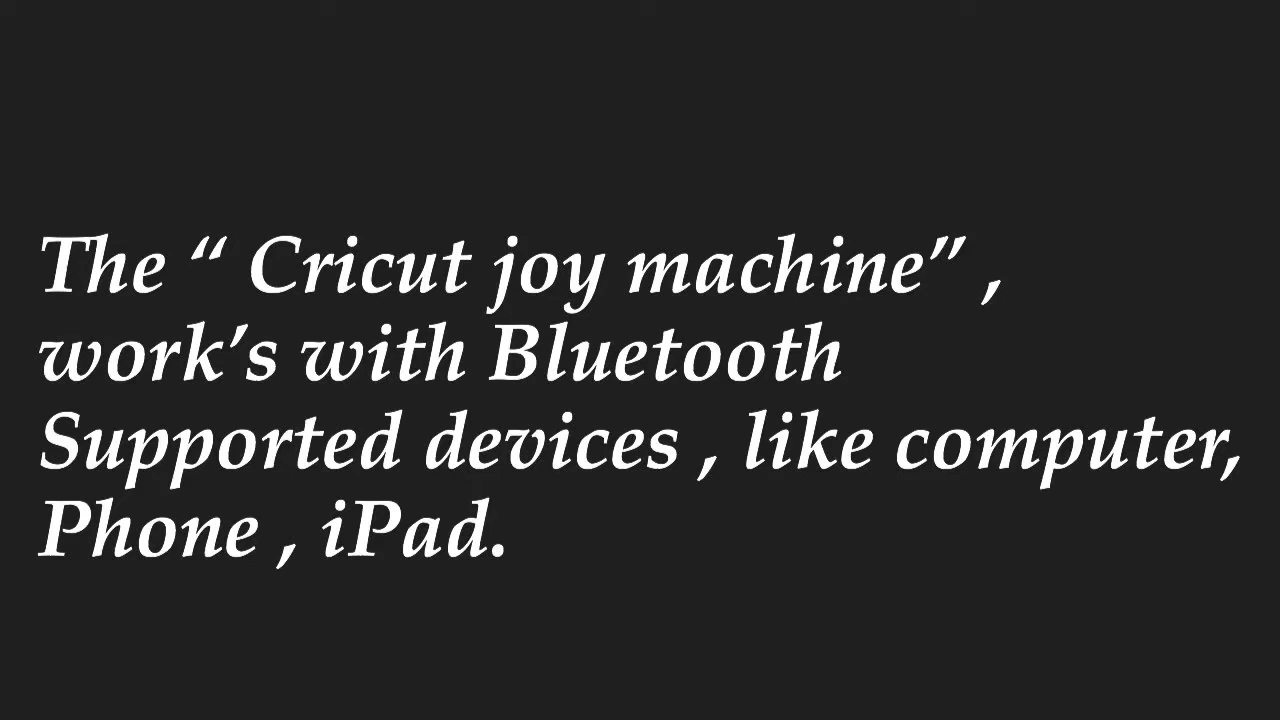 The “ Cricut joy machine” ,
work’s with Bluetooth
Supported devices , like computer,
Phone , iPad.